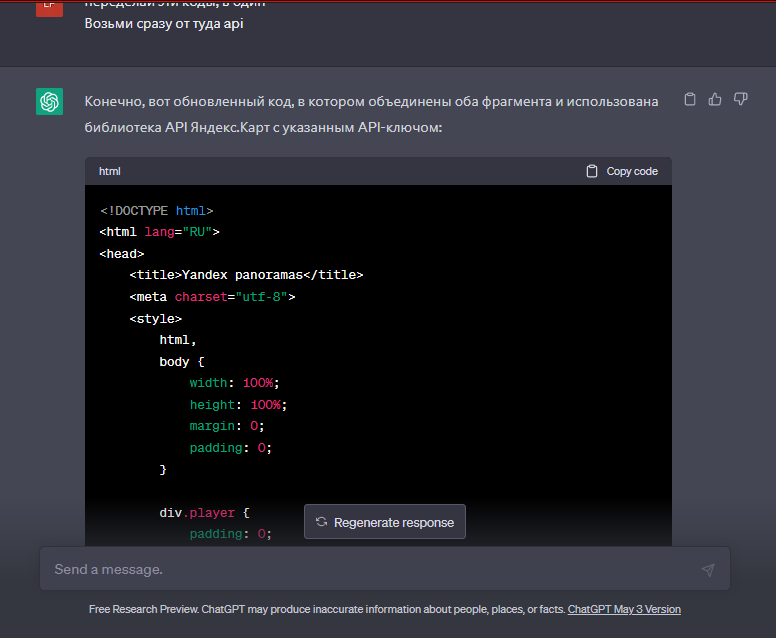 переделай эти коды, в один
Возьми сразу от туда api
Конечно, вот обновленный код, в котором объединены оба фрагмента и использована
библиотека API Яндекс.Карт с указанным API-ключом:
html
Copy code
<!DOCTYPE html>
<html lang="RU">
<head>
    <title>Yandex panoramas</title>
    <meta charset="utf-8">
    <style>
        html,
        body {
            width: 100%;
            height: 100%;
            margin: 0;
            padding: 0;
        }
        div.player {
            padding: 0;
Regenerate response
Send a message.
Free Research Preview. ChatGPT may produce inaccurate information about people, places, or facts. ChatGPT May 3 Version